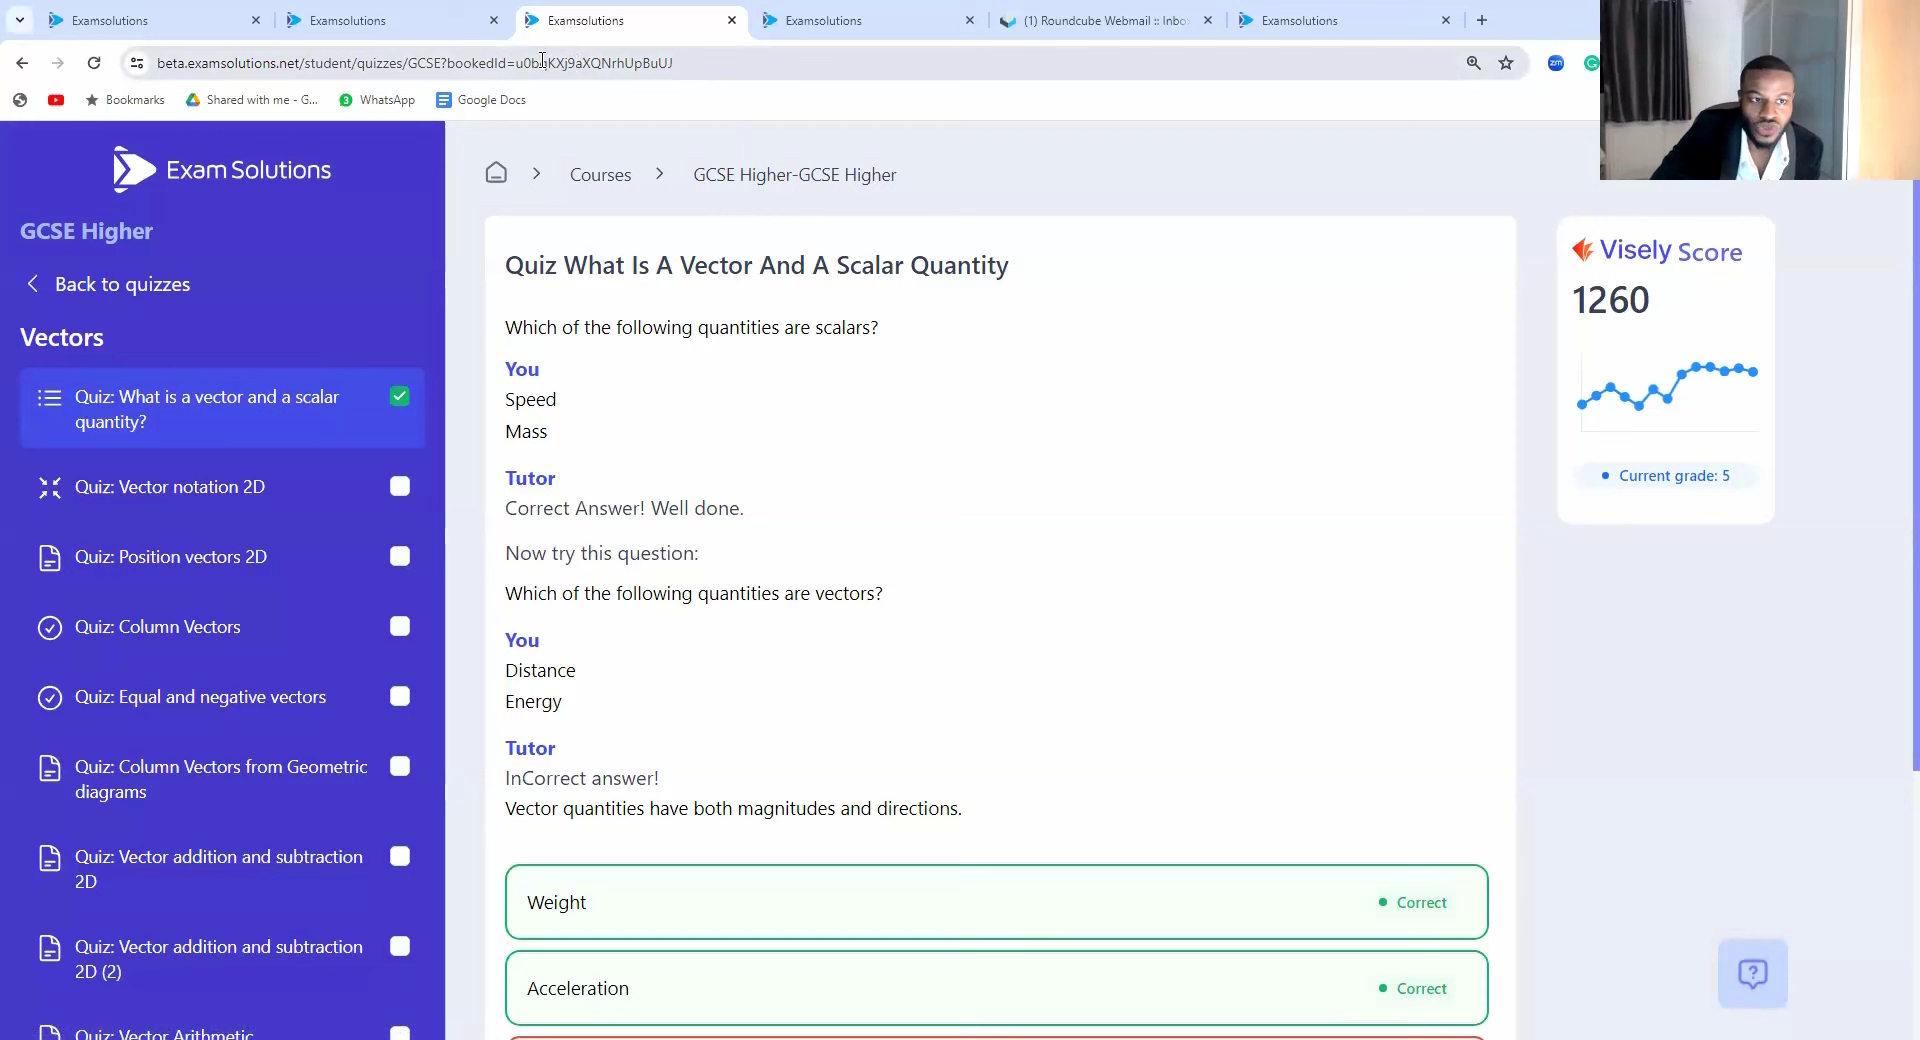 Examsolutions
Examsolutions
Examsolutions
Examsolutions
(1) Roundcube Webmail :: Inbo
Examsolutions
beta.examsolutions.net/student/quizzes/GCSE?bookedId=u0bqKXj9aXQNrhUpBuUJ
zm
Bookmarks
Shared with me - G...
3
WhatsApp
Google Docs
Exam Solutions
GCSE Higher
Back to quizzes
Vectors
Quiz: What is a vector and a scalar
quantity?
Quiz: Vector notation 2D
Quiz: Position vectors 2D
Quiz: Column Vectors
Quiz: Equal and negative vectors
Quiz: Column Vectors from Geometric
diagrams
Quiz: Vector addition and subtraction
2D
Quiz: Vector addition and subtraction
2D (2)
Quiz: Vector Arithmetic
Courses
GCSE Higher-GCSE Higher
Quiz What Is A Vector And A Scalar Quantity
Which of the following quantities are scalars?
You
Speed
Mass
Tutor
Correct Answer! Well done.
Now try this question:
Which of the following quantities are vectors?
You
Distance
Energy
Tutor
InCorrect answer!
Vector quantities have both magnitudes and directions.
Weight
Correct
Acceleration
Correct
Visely Score
1260
Current grade: 5